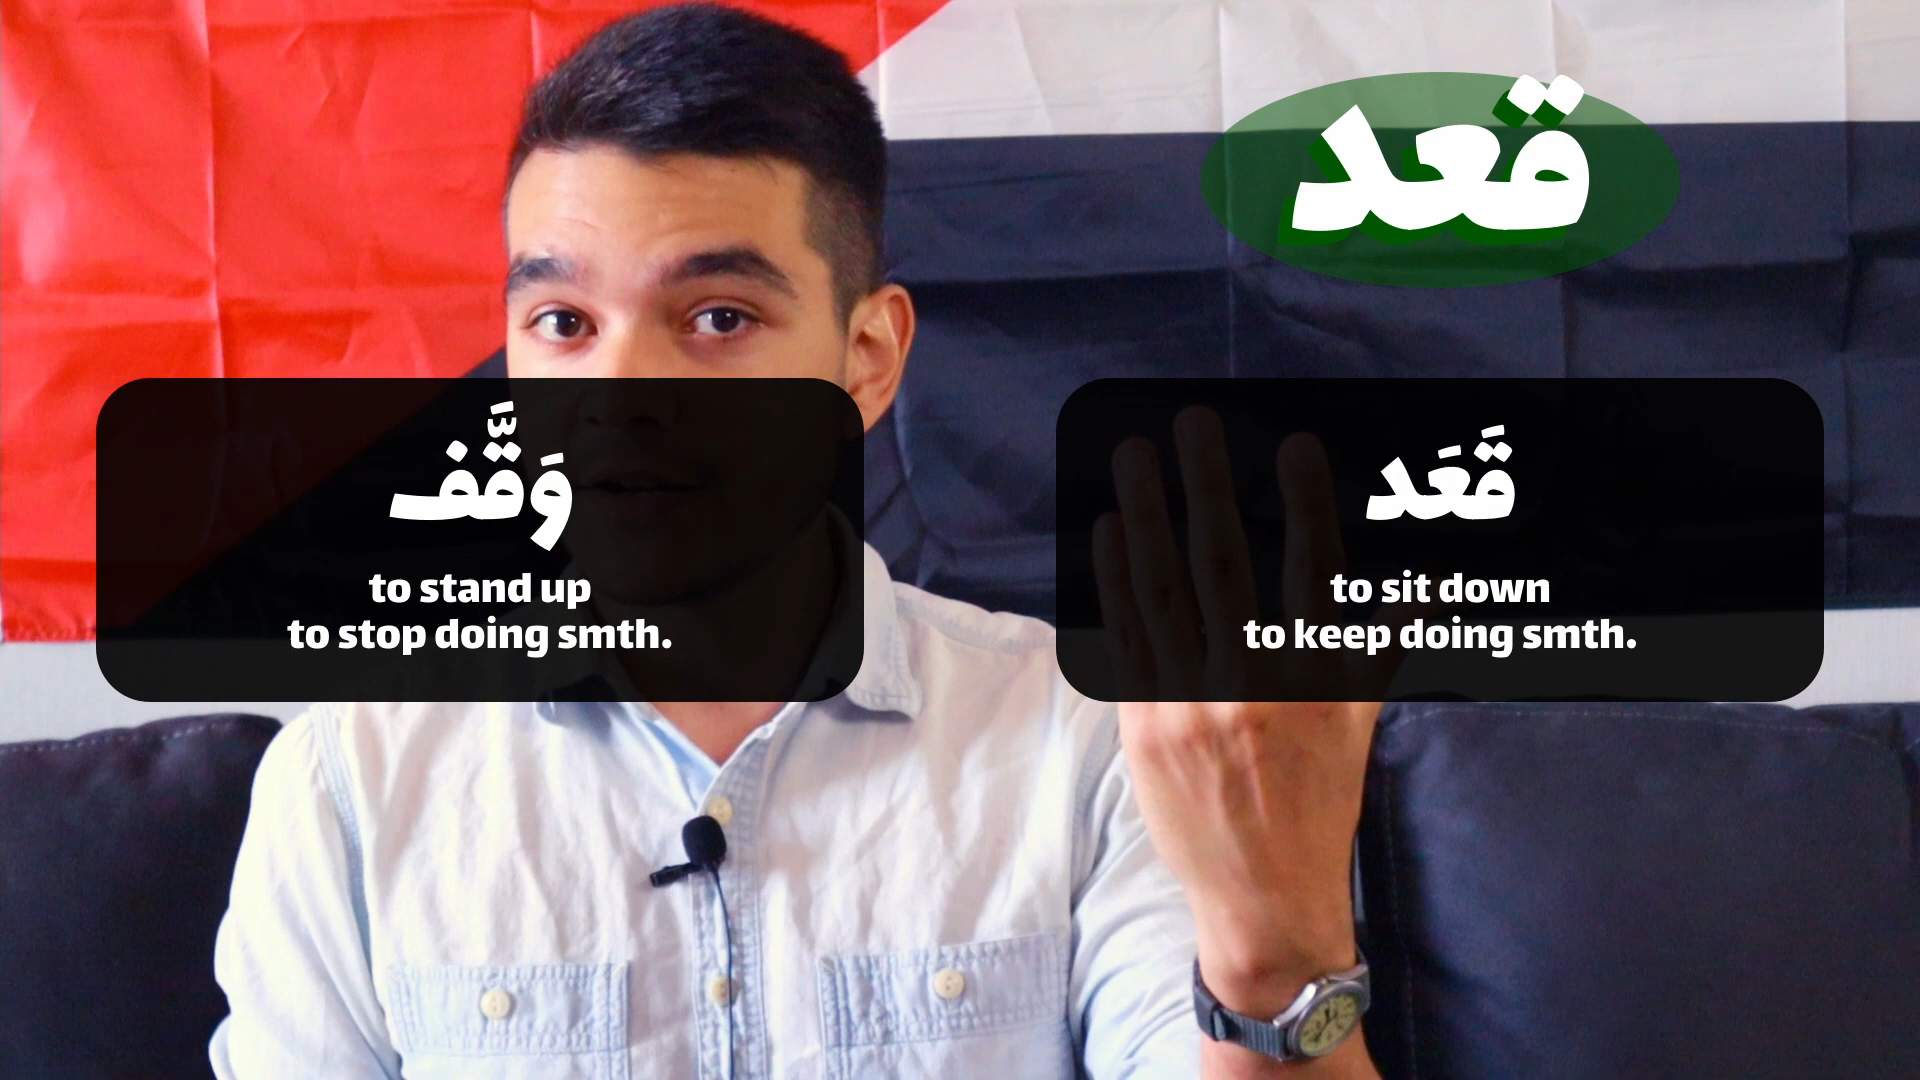 قعد
وَقَّف
to stand up
to stop doing smth.
قَعَد
to sit down
to keep doing smth.